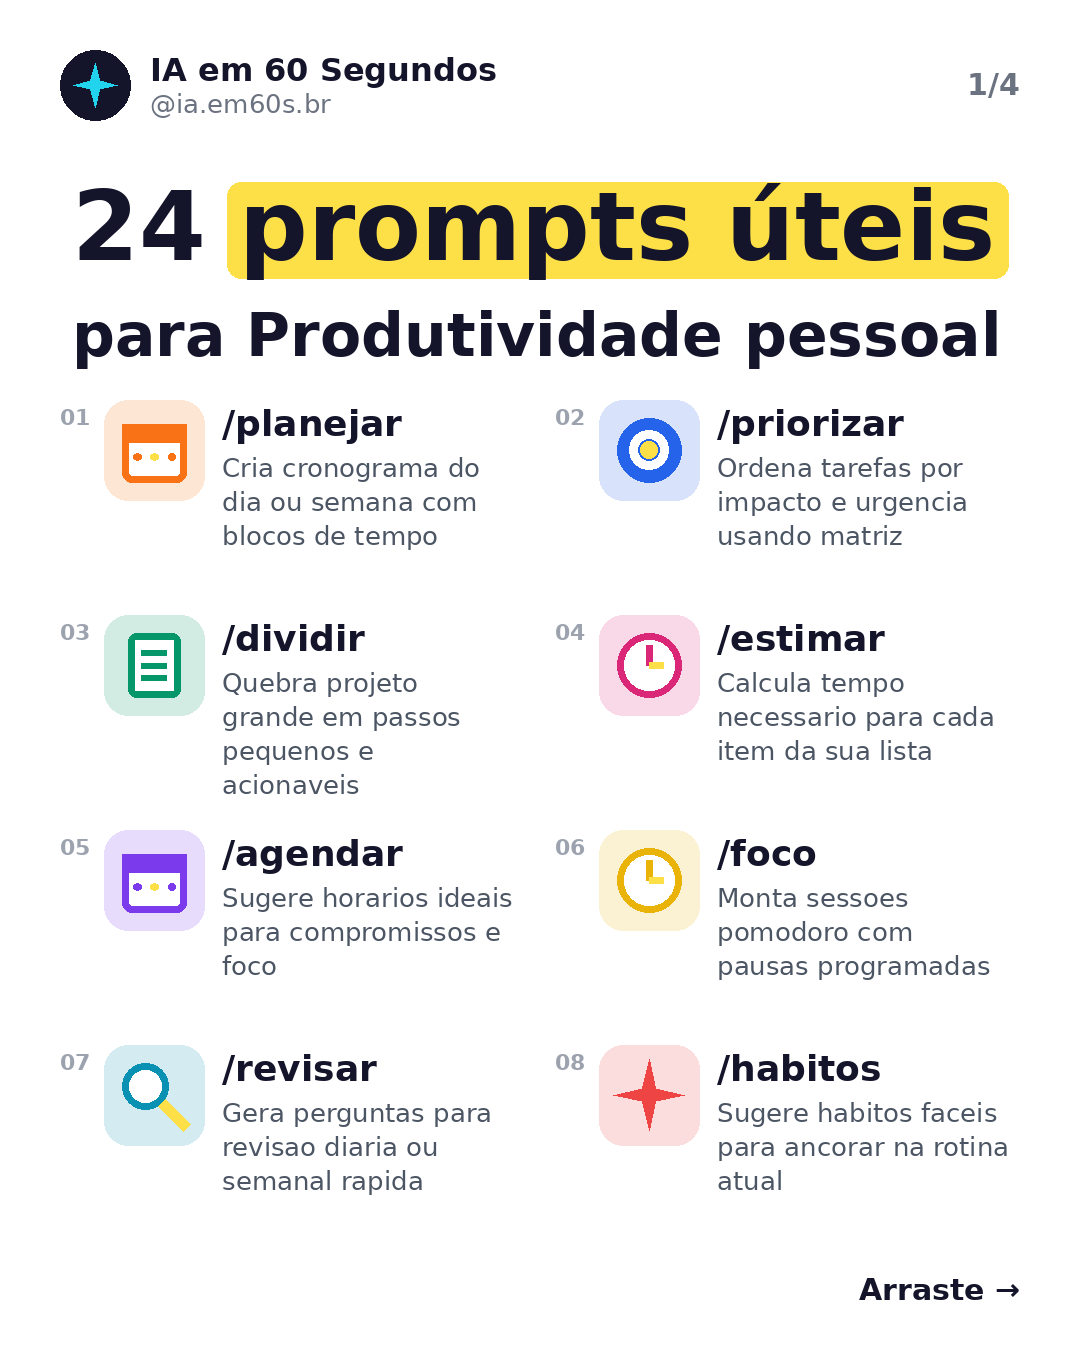 IA em 60 Segundos
@ia.em60s.br
1/4
24 prompts úteis
para Produtividade pessoal
01
/planejar
Cria cronograma do
dia ou semana com
blocos de tempo
02
/priorizar
Ordena tarefas por
impacto e urgencia
usando matriz
03
/dividir
Quebra projeto
grande em passos
pequenos e
acionaveis
04
/estimar
Calcula tempo
necessario para cada
item da sua lista
05
/agendar
Sugere horarios ideais
para compromissos e
foco
06
/foco
Monta sessoes
pomodoro com
pausas programadas
07
/revisar
Gera perguntas para
revisao diaria ou
semanal rapida
08
/habitos
Sugere habitos faceis
para ancorar na rotina
atual
Arraste →